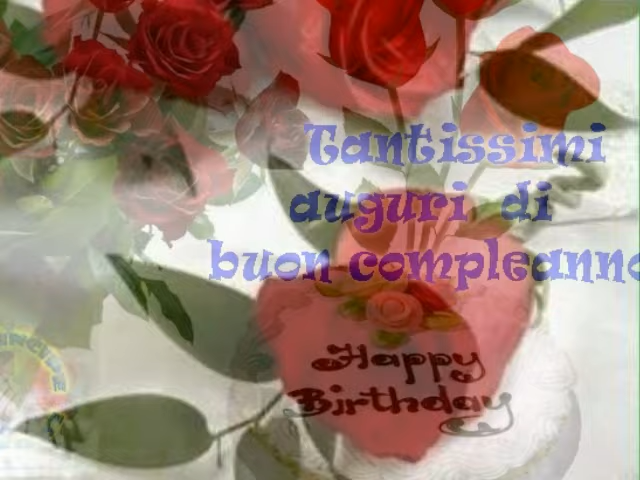 Tantissimi
auguri di
buon compleanno
Happy
Birthday